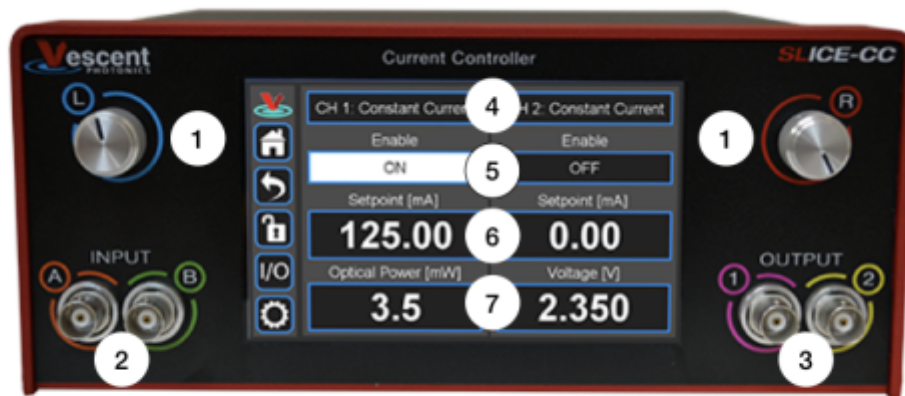 Vescent
PHOTONICS
Current Controller
SLICE-CC
L
R
1
1
4
CH 1: Constant
2: Constant Current
Enable
Enable
ON
5
OFF
Setpoint [mA]
Setpoint [mA]
125.00
6
0.00
I/O
Optical Power [mW]
Voltage [V]
3.5
7
2.350
INPUT
A
B
2
OUTPUT
1
2
3